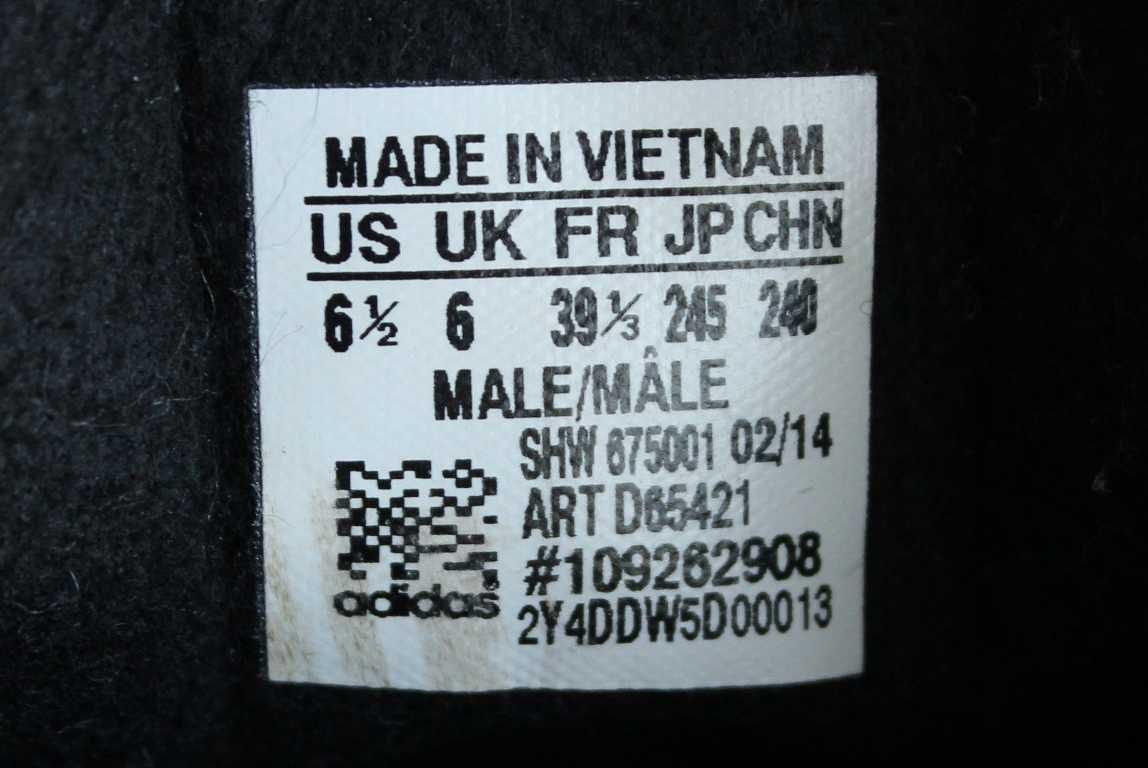 MADE IN VIETNAM
US UK FR JP CHN
6½ 6 39⅓ 245 240
MALE/MÂLE
SHW 675001 02/14
ART D65421
#109262908
2Y4DDW5D00013
adidas